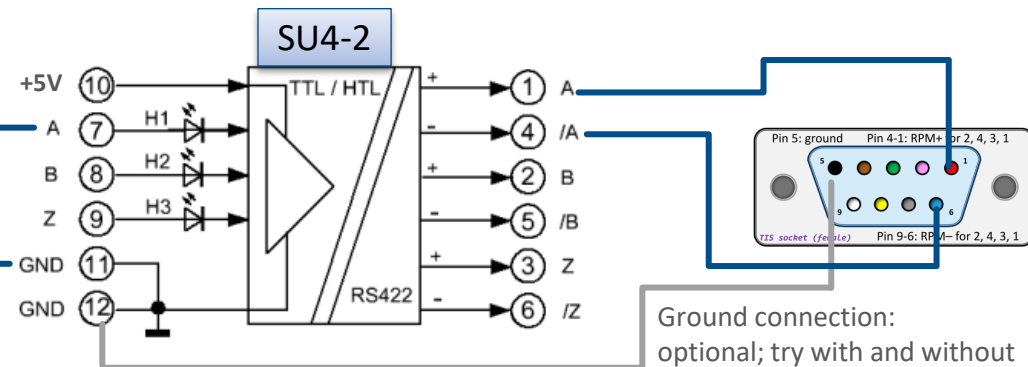 SU4-2
+5V 10 TTL / HTL + 1 A
A 7 H1 - 4 /A
B 8 H2 + 2 B
Z 9 H3 - 5 /B
GND 11 + 3 Z
GND 12 RS422 - 6 /Z
Pin 5: ground Pin 4-1: RPM+ for 2, 4, 3, 1
5 1
9 6
TIS socket (female) Pin 9-6: RPM– for 2, 4, 3, 1
Ground connection:
optional; try with and without